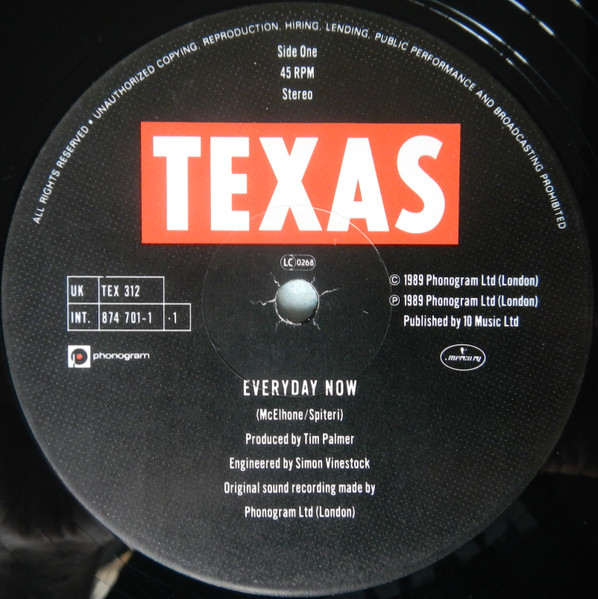 ALL RIGHTS RESERVED • UNAUTHORIZED COPYING, REPRODUCTION, HIRING, LENDING, PUBLIC PERFORMANCE AND BROADCASTING PROHIBITED
Side One
45 RPM
Stereo
TEXAS
LC 0268
UK TEX 312
INT. 874 701-1 ·1
© 1989 Phonogram Ltd (London)
℗ 1989 Phonogram Ltd (London)
Published by 10 Music Ltd
phonogram
mercury
EVERYDAY NOW
(McElhone/Spiteri)
Produced by Tim Palmer
Engineered by Simon Vinestock
Original sound recording made by
Phonogram Ltd (London)